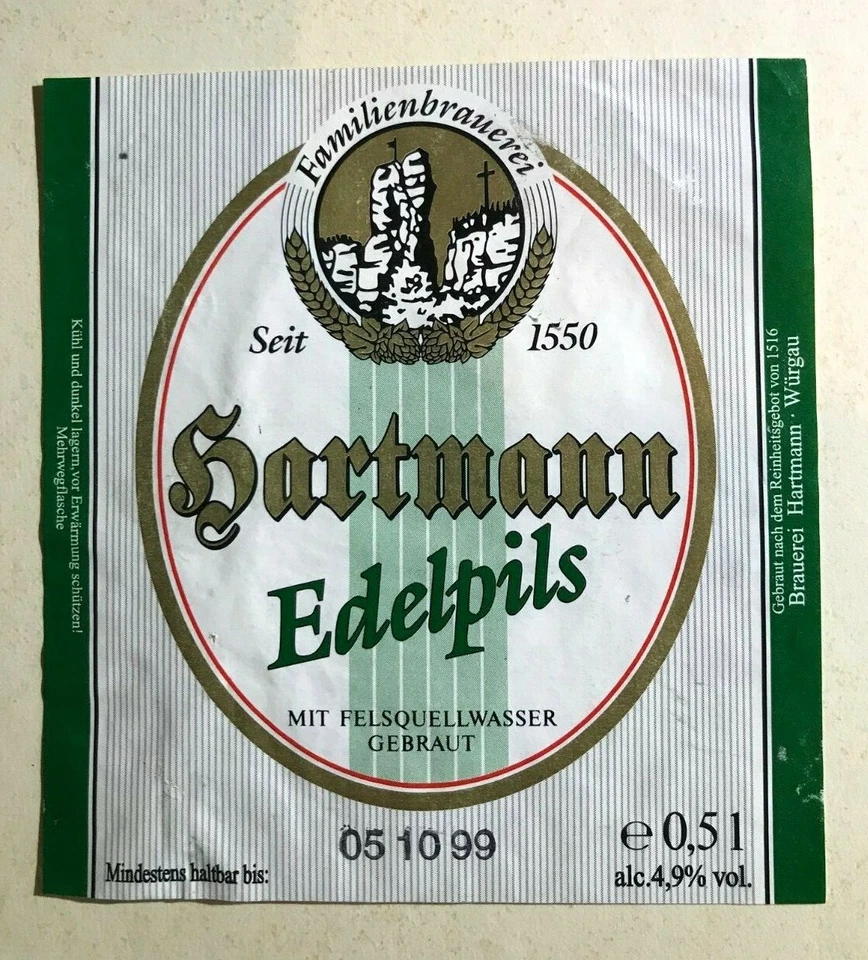 Familienbrauerei
Seit 1550
Hartmann
Edelpils
MIT FELSQUELLWASSER
GEBRAUT
05 10 99
Mindestens haltbar bis:
℮ 0,5 l
alc.4,9% vol.
Kühl und dunkel lagern,vor Erwärmung schützen!
Mehrwegflasche
Gebraut nach dem Reinheitsgebot von 1516
Brauerei Hartmann · Würgau